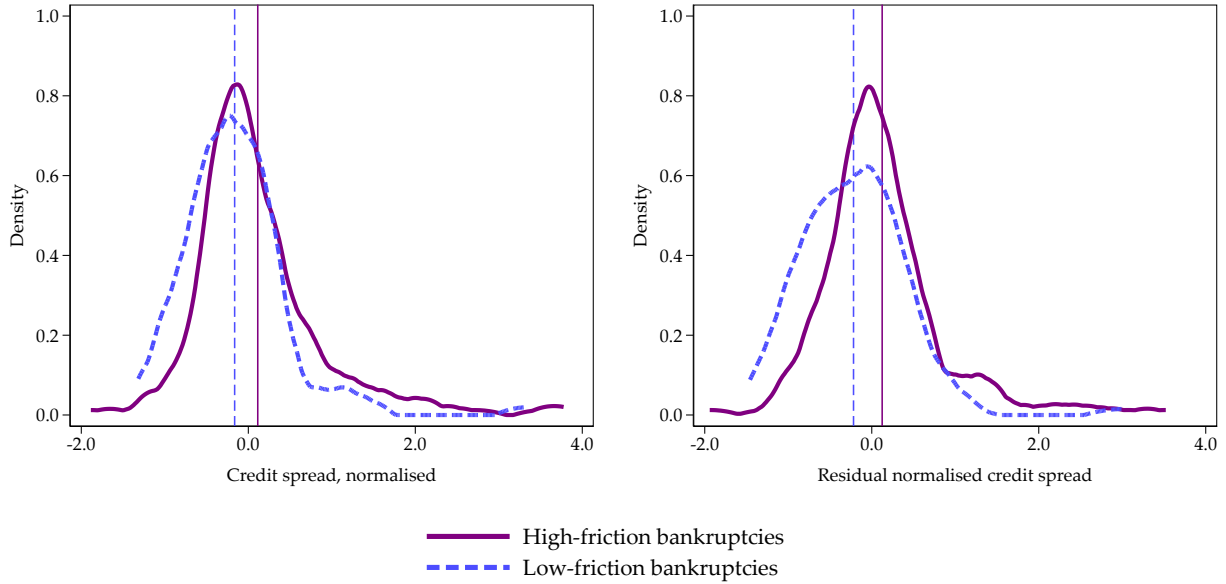 1.0
0.8
0.6
0.4
0.2
0.0
Density
-2.0 0.0 2.0 4.0
Credit spread, normalised
1.0
0.8
0.6
0.4
0.2
0.0
Density
-2.0 0.0 2.0 4.0
Residual normalised credit spread
High-friction bankruptcies
Low-friction bankruptcies